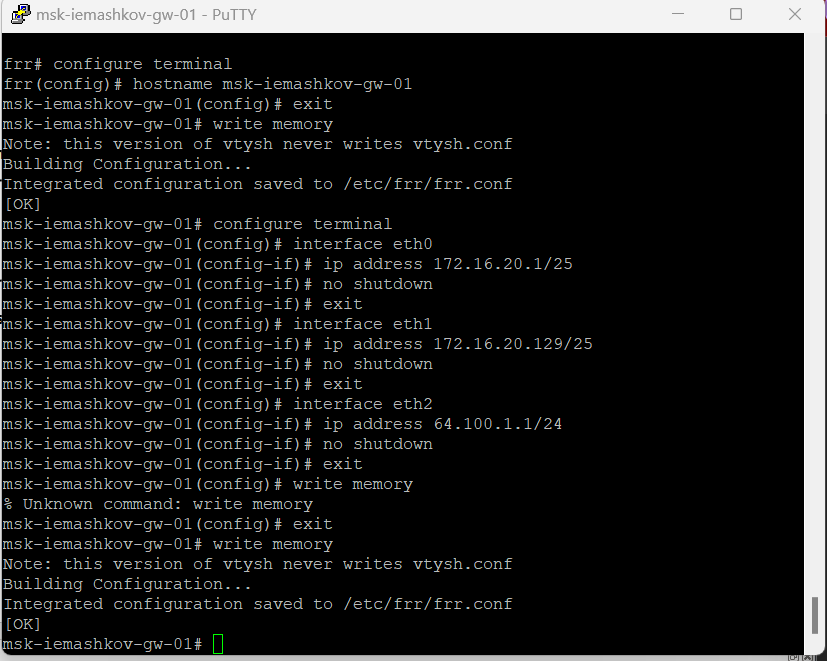 msk-iemashkov-gw-01 - PuTTY
frr# configure terminal
frr(config)# hostname msk-iemashkov-gw-01
msk-iemashkov-gw-01(config)# exit
msk-iemashkov-gw-01# write memory
Note: this version of vtysh never writes vtysh.conf
Building Configuration...
Integrated configuration saved to /etc/frr/frr.conf
[OK]
msk-iemashkov-gw-01# configure terminal
msk-iemashkov-gw-01(config)# interface eth0
msk-iemashkov-gw-01(config-if)# ip address 172.16.20.1/25
msk-iemashkov-gw-01(config-if)# no shutdown
msk-iemashkov-gw-01(config-if)# exit
msk-iemashkov-gw-01(config)# interface eth1
msk-iemashkov-gw-01(config-if)# ip address 172.16.20.129/25
msk-iemashkov-gw-01(config-if)# no shutdown
msk-iemashkov-gw-01(config-if)# exit
msk-iemashkov-gw-01(config)# interface eth2
msk-iemashkov-gw-01(config-if)# ip address 64.100.1.1/24
msk-iemashkov-gw-01(config-if)# no shutdown
msk-iemashkov-gw-01(config-if)# exit
msk-iemashkov-gw-01(config)# write memory
% Unknown command: write memory
msk-iemashkov-gw-01(config)# exit
msk-iemashkov-gw-01# write memory
Note: this version of vtysh never writes vtysh.conf
Building Configuration...
Integrated configuration saved to /etc/frr/frr.conf
[OK]
msk-iemashkov-gw-01#